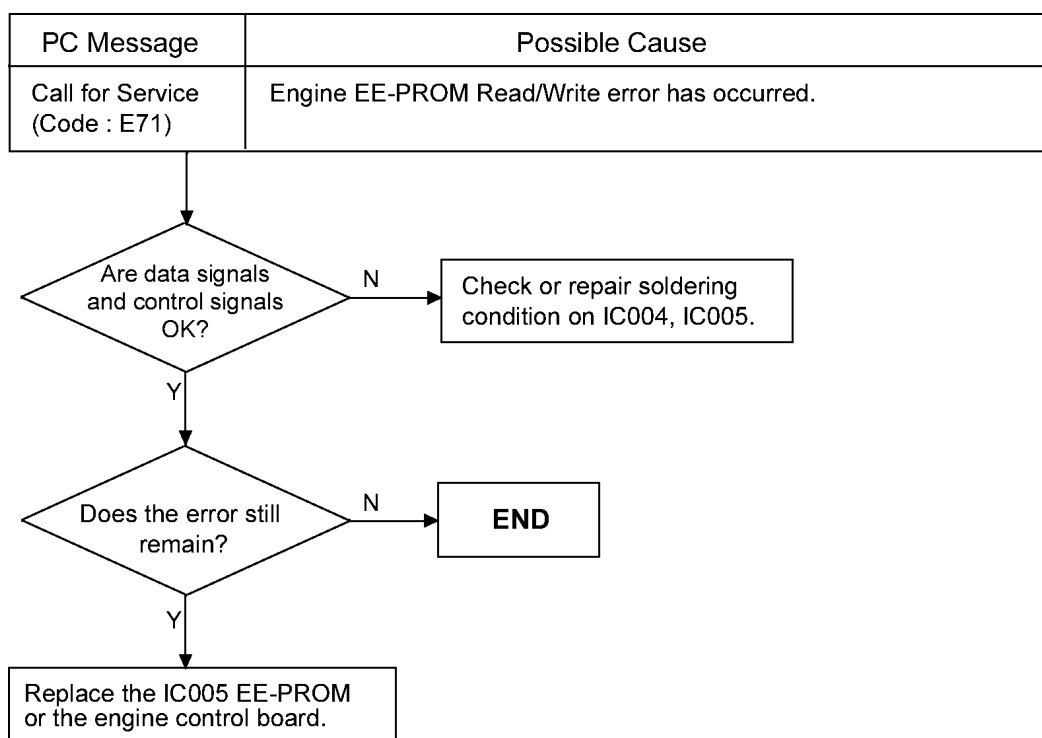 PC Message
Possible Cause
Call for Service
(Code : E71)
Engine EE-PROM Read/Write error has occurred.
Are data signals
and control signals
OK?
N
Check or repair soldering
condition on IC004, IC005.
Y
Does the error still
remain?
N
END
Y
Replace the IC005 EE-PROM
or the engine control board.